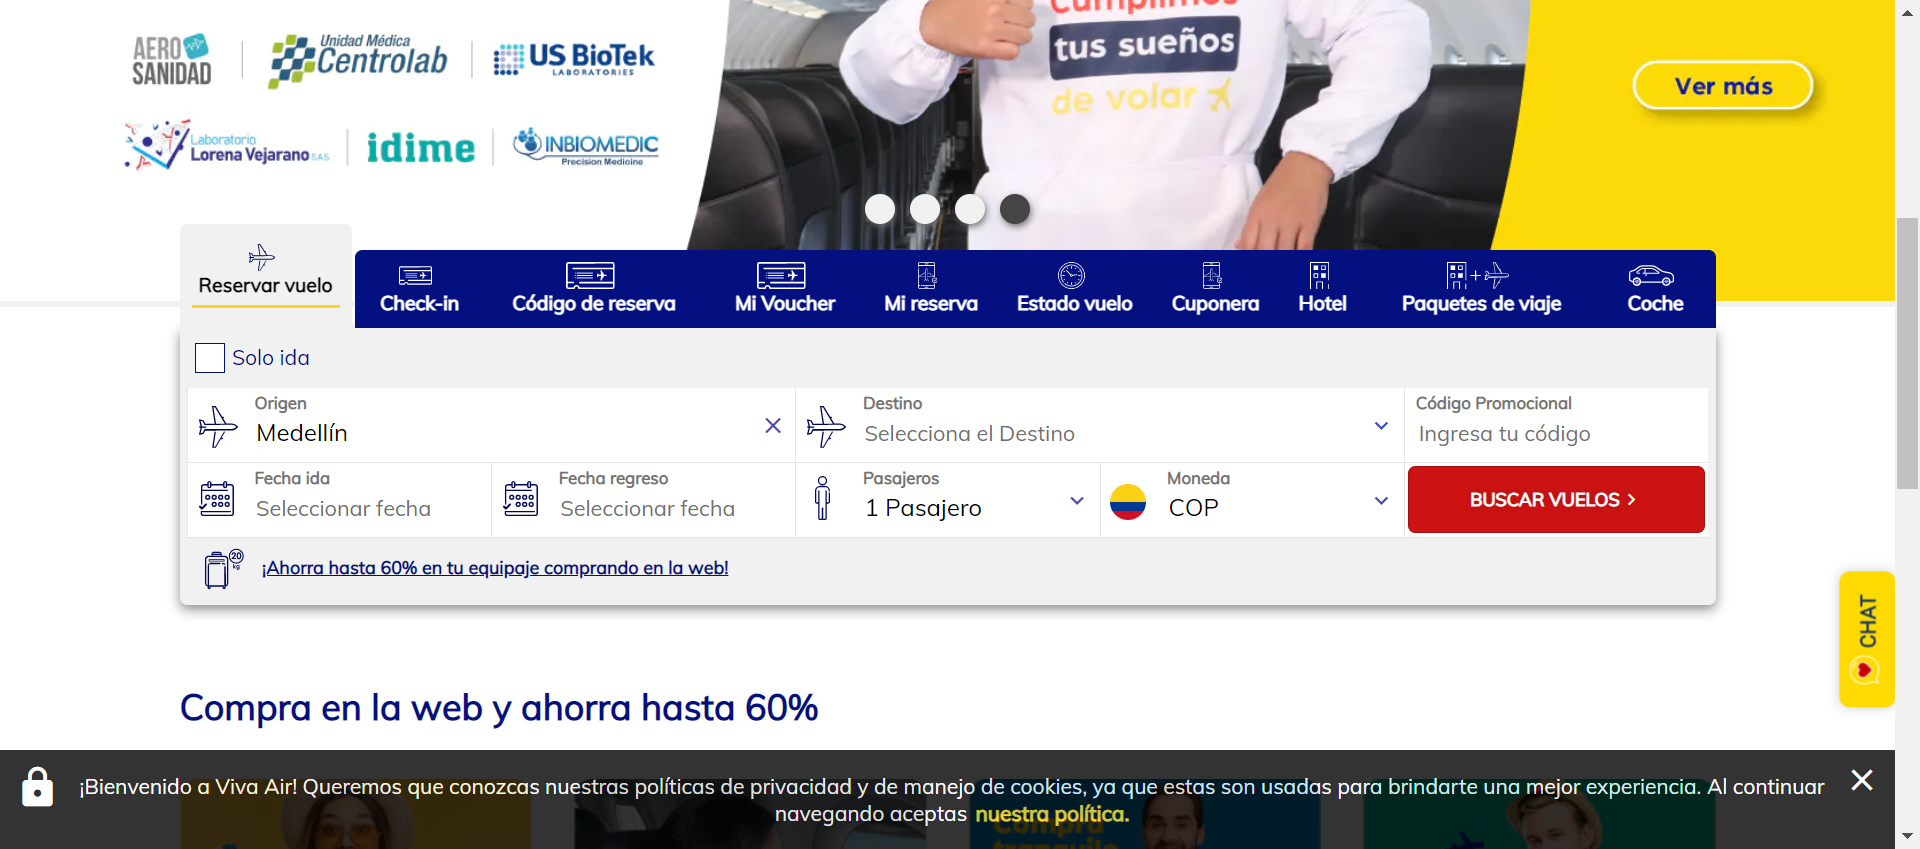 AERO
SANIDAD
Unidad Médica
Centrolab
US BioTek
LABORATORIES
Laboratorio
Lorena Vejarano S.A.S.
idime
INBIOMEDIC
Precision Medicine
Cumplimos
tus sueños
de volar
Ver más
Reservar vuelo
Check-in
Código de reserva
Mi Voucher
Mi reserva
Estado vuelo
Cuponera
Hotel
Paquetes de viaje
Coche
Solo ida
Origen
Medellín
Destino
Selecciona el Destino
Código Promocional
Ingresa tu código
Fecha ida
Seleccionar fecha
Fecha regreso
Seleccionar fecha
Pasajeros
1 Pasajero
Moneda
COP
BUSCAR VUELOS
20
kg
¡Ahorra hasta 60% en tu equipaje comprando en la web!
CHAT
Compra en la web y ahorra hasta 60%
¡Bienvenido a Viva Air! Queremos que conozcas nuestras políticas de privacidad y de manejo de cookies, ya que estas son usadas para brindarte una mejor experiencia. Al continuar
navegando aceptas nuestra política.
Compra
tranquilo